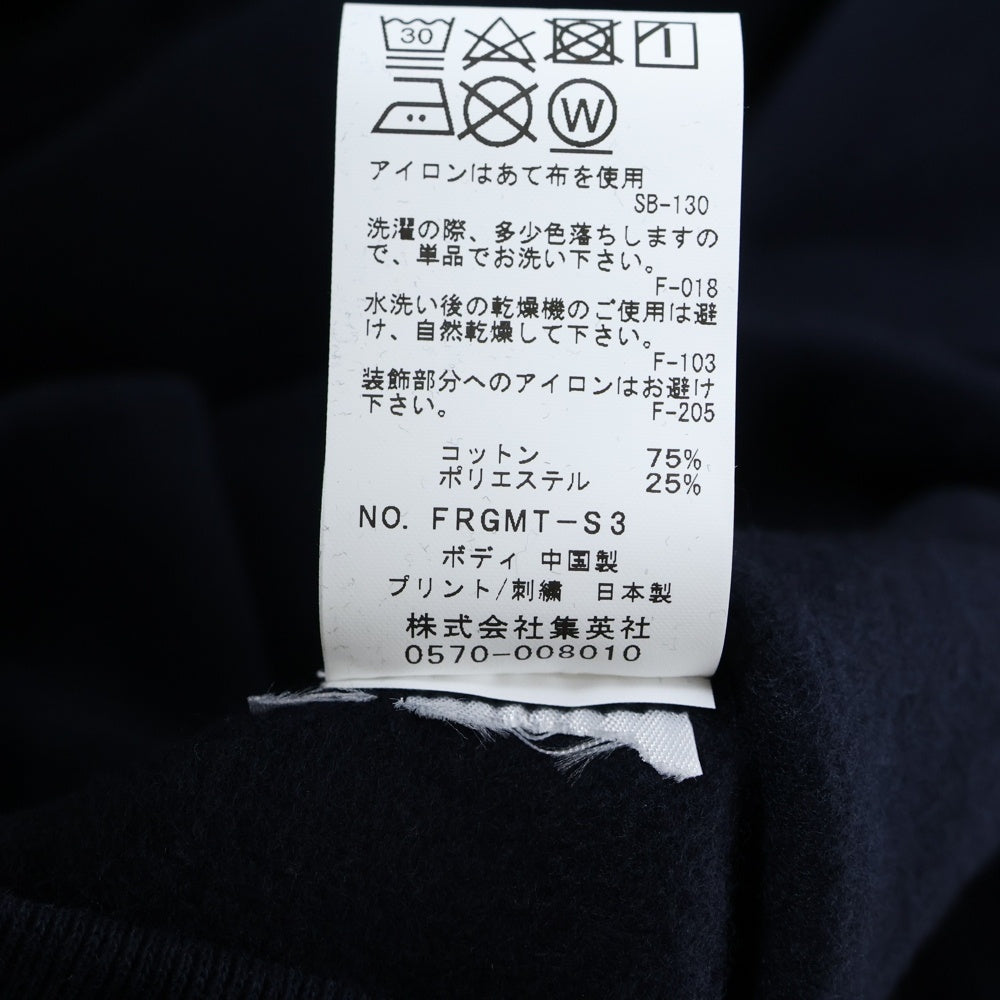 30
W
アイロンはあて布を使用
SB-130
洗濯の際、多少色落ちしますの
で、単品でお洗い下さい。
F-018
水洗い後の乾燥機のご使用は避
け、自然乾燥して下さい。
F-103
装飾部分へのアイロンはお避け
下さい。 F-205
コットン 75%
ポリエステル 25%
NO. FRGMT-S3
ボディ 中国製
プリント/刺繍 日本製
株式会社集英社
0570-008010